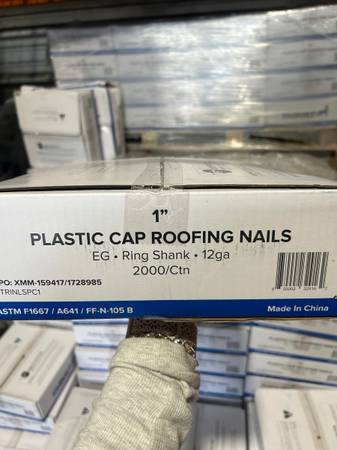 1”
PLASTIC CAP ROOFING NAILS
EG • Ring Shank • 12ga
2000/Ctn
PO: XMM-159417/1728985
TRINLSPC1
ASTM F1667 / A641 / FF-N-105 B
Made In China